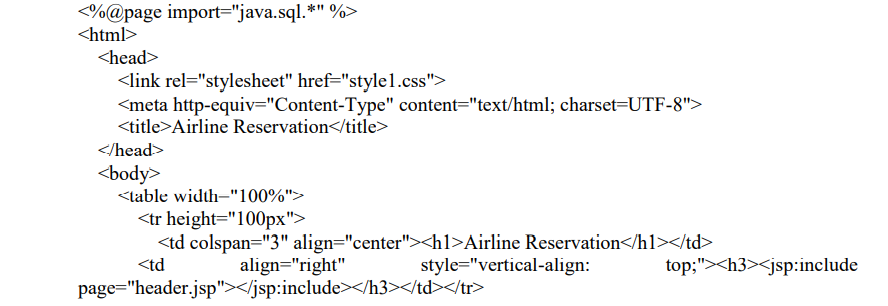 <%@page import="java.sql.*" %>
<html>
<head>
<link rel="stylesheet" href="style1.css">
<meta http-equiv="Content-Type" content="text/html; charset=UTF-8">
<title>Airline Reservation</title>
</head>
<body>
<table width="100%">
<tr height="100px">
<td colspan="3" align="center"><h1>Airline Reservation</h1></td>
<td align="right" style="vertical-align: top;"><h3><jsp:include
page="header.jsp"></jsp:include></h3></td></tr>